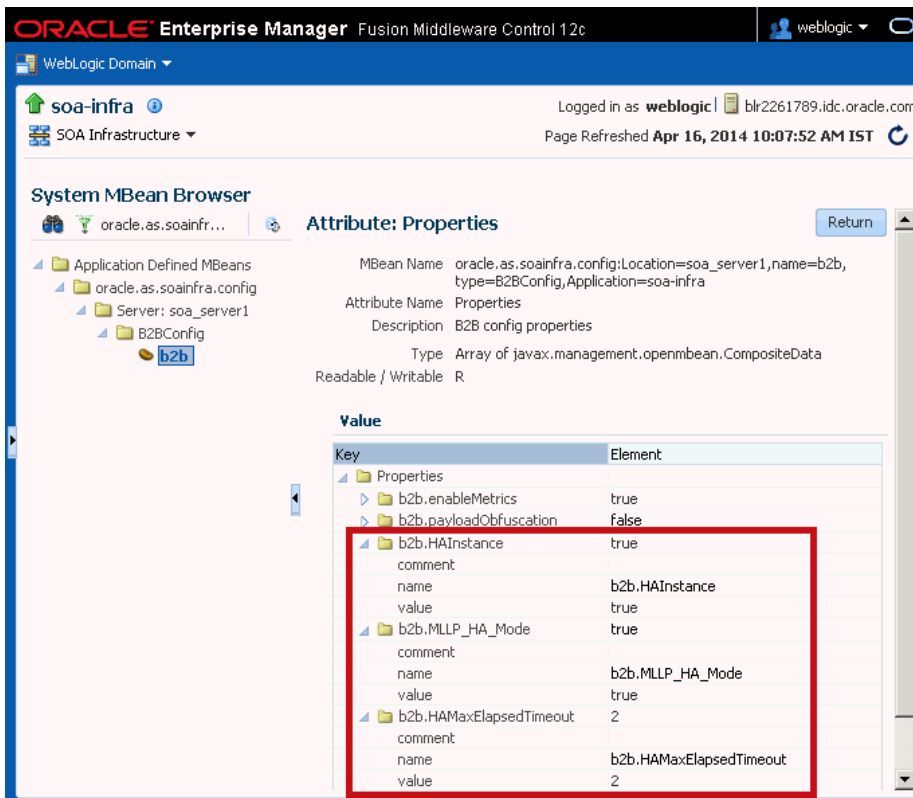 ORACLE Enterprise Manager Fusion Middleware Control 12c weblogic
WebLogic Domain
soa-infra Logged in as weblogic| blr2261789.idc.oracle.com
SOA Infrastructure Page Refreshed Apr 16, 2014 10:07:52 AM IST
System MBean Browser
oracle.as.soainfr...
Application Defined MBeans
oracle.as.soainfra.config
Server: soa_server1
B2BConfig
b2b
Attribute: Properties Return
MBean Name oracle.as.soainfra.config:Location=soa_server1,name=b2b,
type=B2BConfig,Application=soa-infra
Attribute Name Properties
Description B2B config properties
Type Array of javax.management.openmbean.CompositeData
Readable / Writable R
Value
Key Element
Properties
b2b.enableMetrics true
b2b.payloadObfuscation false
b2b.HAInstance true
comment
name b2b.HAInstance
value true
b2b.MLLP_HA_Mode true
comment
name b2b.MLLP_HA_Mode
value true
b2b.HAMaxElapsedTimeout 2
comment
name b2b.HAMaxElapsedTimeout
value 2